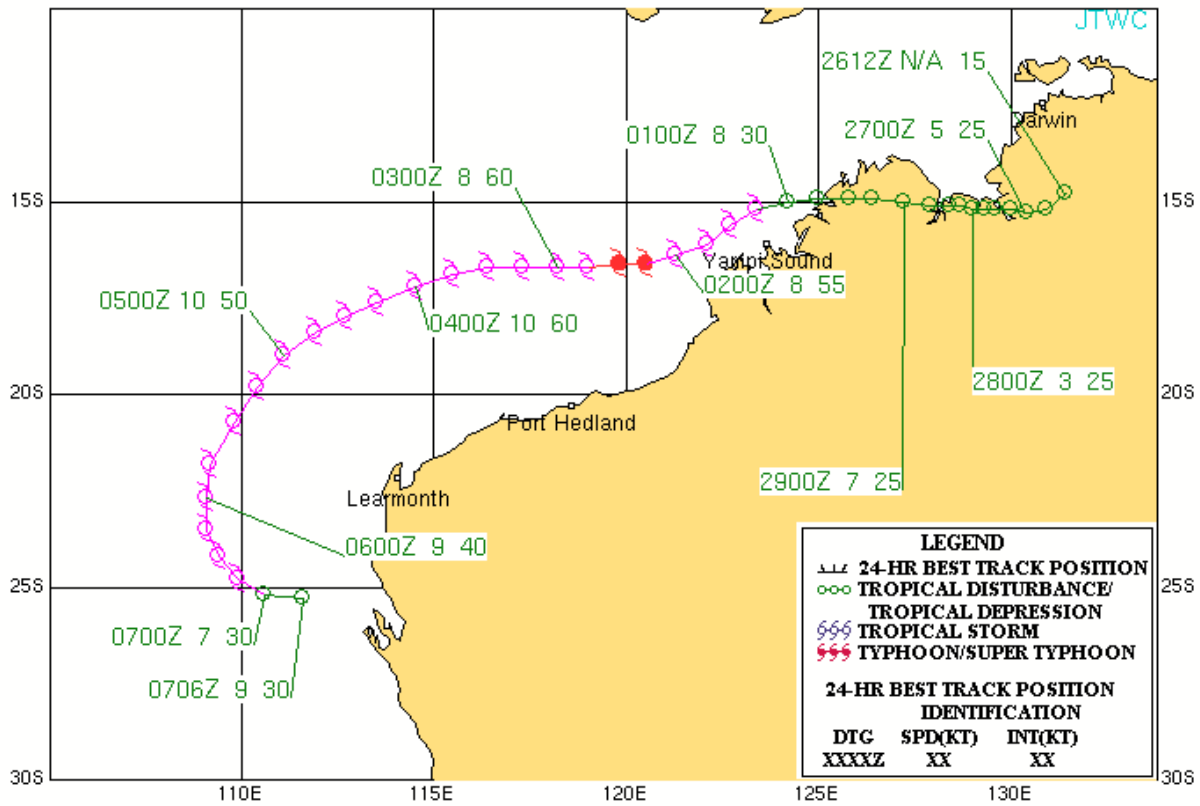 JTWC
2612Z N/A 15
Darwin
2700Z 5 25
0100Z 8 30
0300Z 8 60
15S
15S
Yampi Sound
0200Z 8 55
0500Z 10 50
0400Z 10 60
2800Z 3 25
20S
20S
Port Hedland
2900Z 7 25
Learmonth
0600Z 9 40
25S
25S
0700Z 7 30
0706Z 9 30
LEGEND
24-HR BEST TRACK POSITION
TROPICAL DISTURBANCE/
TROPICAL DEPRESSION
TROPICAL STORM
TYPHOON/SUPER TYPHOON
24-HR BEST TRACK POSITION
IDENTIFICATION
DTG SPD(KT) INT(KT)
XXXXZ XX XX
30S
30S
110E 115E 120E 125E 130E